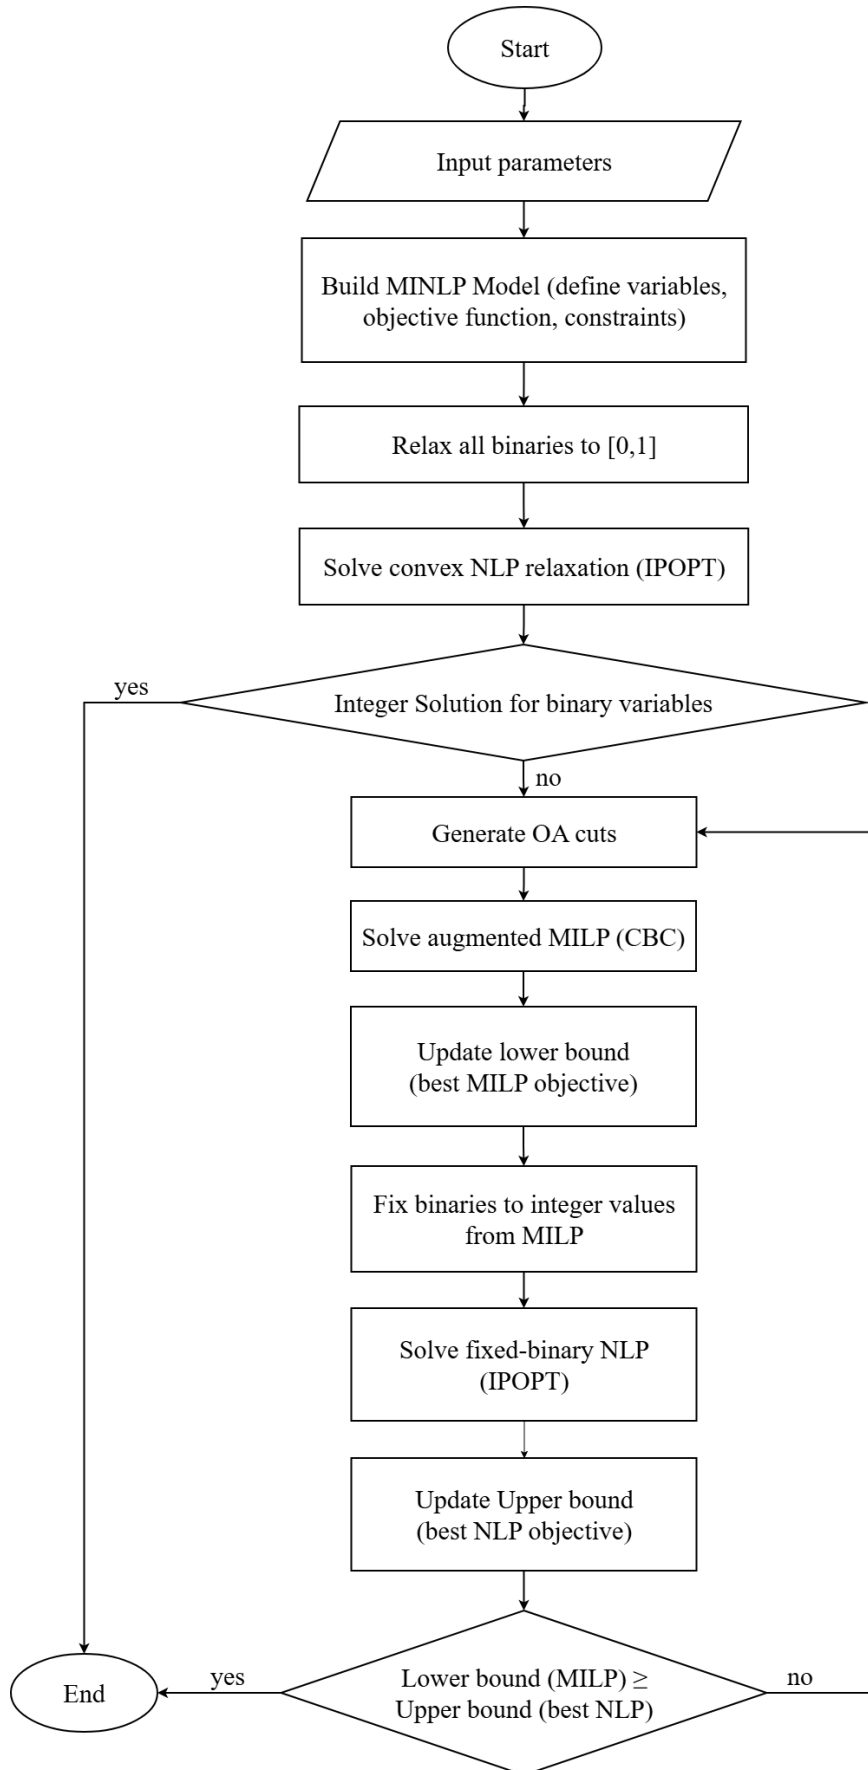 Start
Input parameters
Build MINLP Model (define variables,
objective function, constraints)
Relax all binaries to [0,1]
Solve convex NLP relaxation (IPOPT)
yes
Integer Solution for binary variables
no
Generate OA cuts
Solve augmented MILP (CBC)
Update lower bound
(best MILP objective)
Fix binaries to integer values
from MILP
Solve fixed-binary NLP
(IPOPT)
Update Upper bound
(best NLP objective)
End
yes
Lower bound (MILP) ≥
Upper bound (best NLP)
no